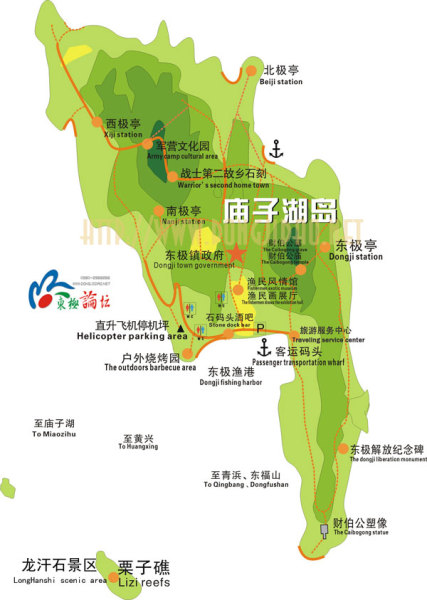 北极亭
Beiji station
西极亭
Xiji station
军营文化园
Army camp cultural area
战士第二故乡石刻
Warrior's second home town
庙子湖岛
南极亭
Nanji station
财伯公墓
The Caibogong grave
财伯公庙
The Caibogong temple
东极亭
Dongji station
东极镇政府
Dongji town government
渔民风情馆
Fishermen exotic museum
渔民画展厅
东极论坛
直升飞机停机坪
Helicopter parking area
石码头酒吧
Stone dock bar
P
旅游服务中心
Traveling service center
客运码头
Passenger transportation wharf
户外烧烤园
The outdoors barbecue area
东极渔港
Dongji fishing harbor
至庙子湖
To Miaozihu
至黄兴
To Huangxing
东极解放纪念碑
The dongji liberation monument
至青浜、东福山
To Qingbang、Dongfushan
财伯公塑像
The Caibogong statue
龙汗石景区
LongHanshi scenic area
栗子礁
Lizi reefs